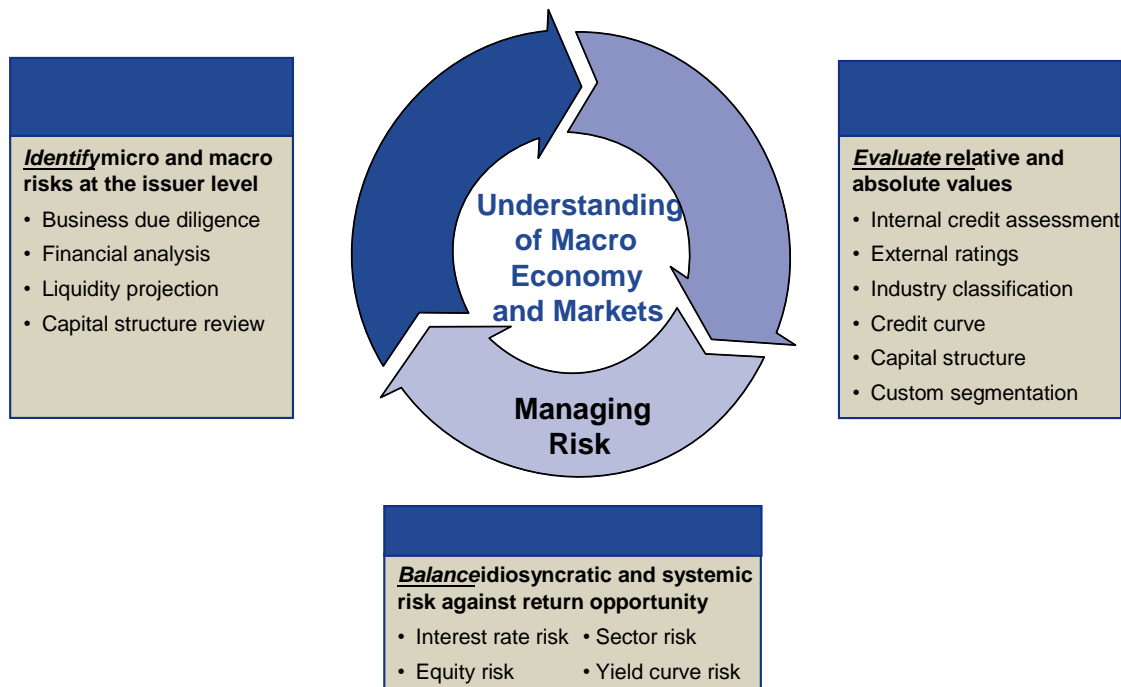 Identifymicro and macro
risks at the issuer level
• Business due diligence
• Financial analysis
• Liquidity projection
• Capital structure review
Understanding
of Macro
Economy
and Markets
Managing
Risk
Evaluate relative and
absolute values
• Internal credit assessment
• External ratings
• Industry classification
• Credit curve
• Capital structure
• Custom segmentation
Balanceidiosyncratic and systemic
risk against return opportunity
• Interest rate risk • Sector risk
• Equity risk • Yield curve risk